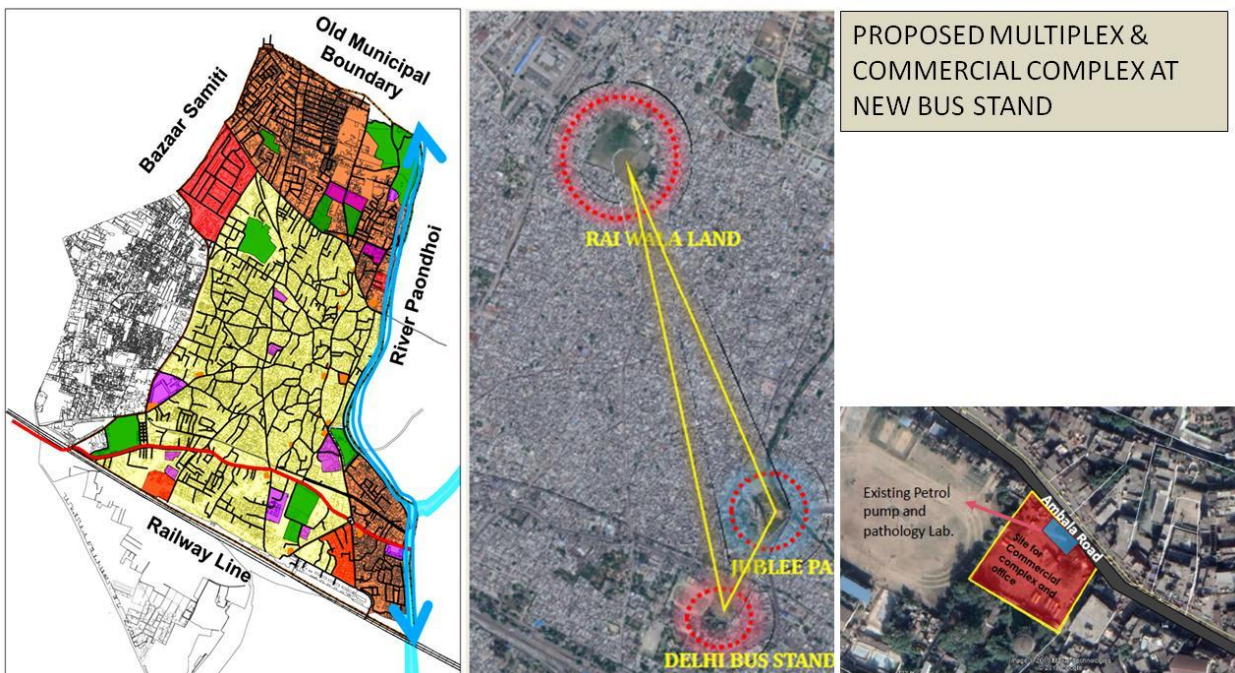 Old Municipal
Boundary
Bazaar Samiti
River Paondhoi
Railway Line
RAI WALA LAND
JUBLEE PA
DELHI BUS STAND
PROPOSED MULTIPLEX &
COMMERCIAL COMPLEX AT
NEW BUS STAND
Existing Petrol
pump and
pathology Lab.
Ambala Road
Site for
Commercial
complex and
office